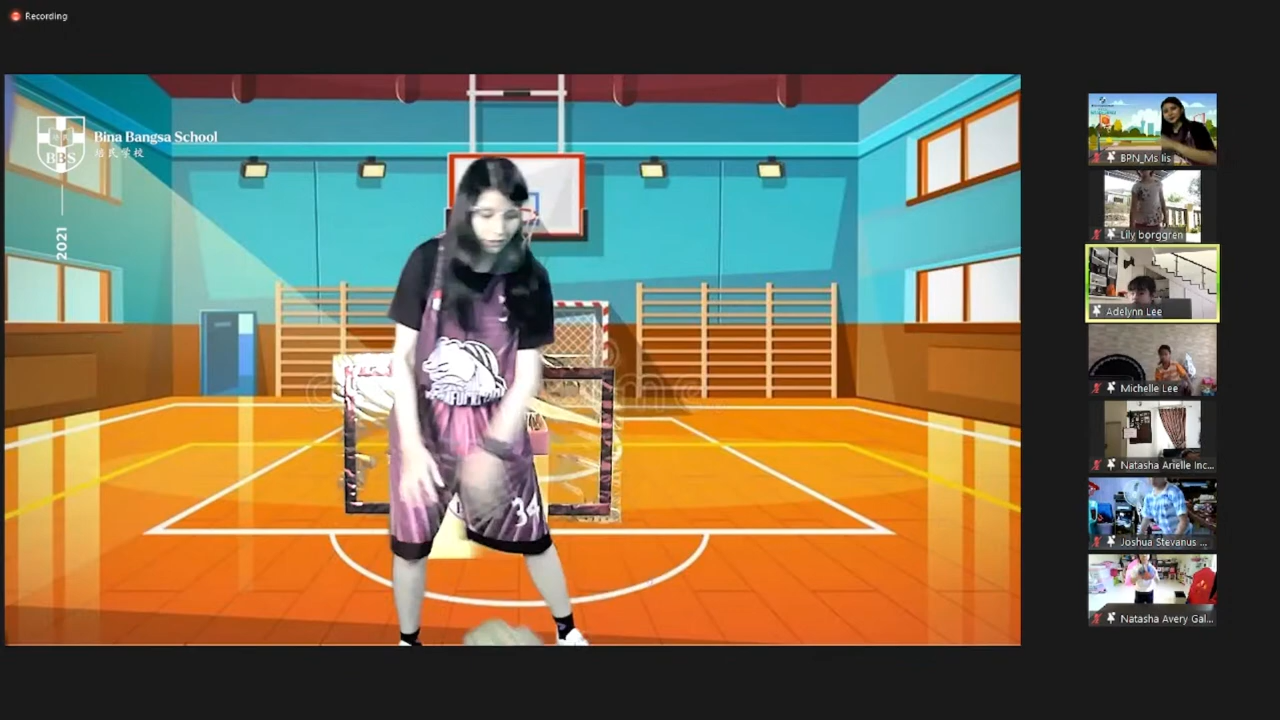 Recording
Bina Bangsa School
培民学校
BBS
2021
34
BPN_Ms Iis
Lily borggren
Adelynn Lee
Michelle Lee
Natasha Arielle Inc...
Joshua Stevanus ...
Natasha Avery Gal...